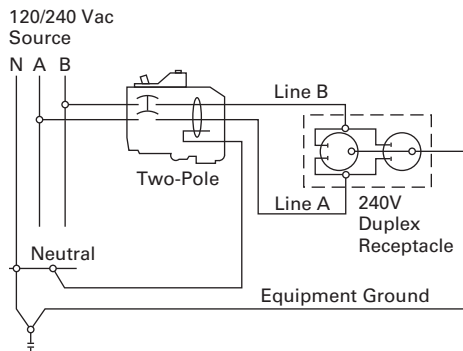 120/240 Vac
Source
N A B
Line B
Two-Pole
Line A
240V
Duplex
Receptacle
Neutral
Equipment Ground